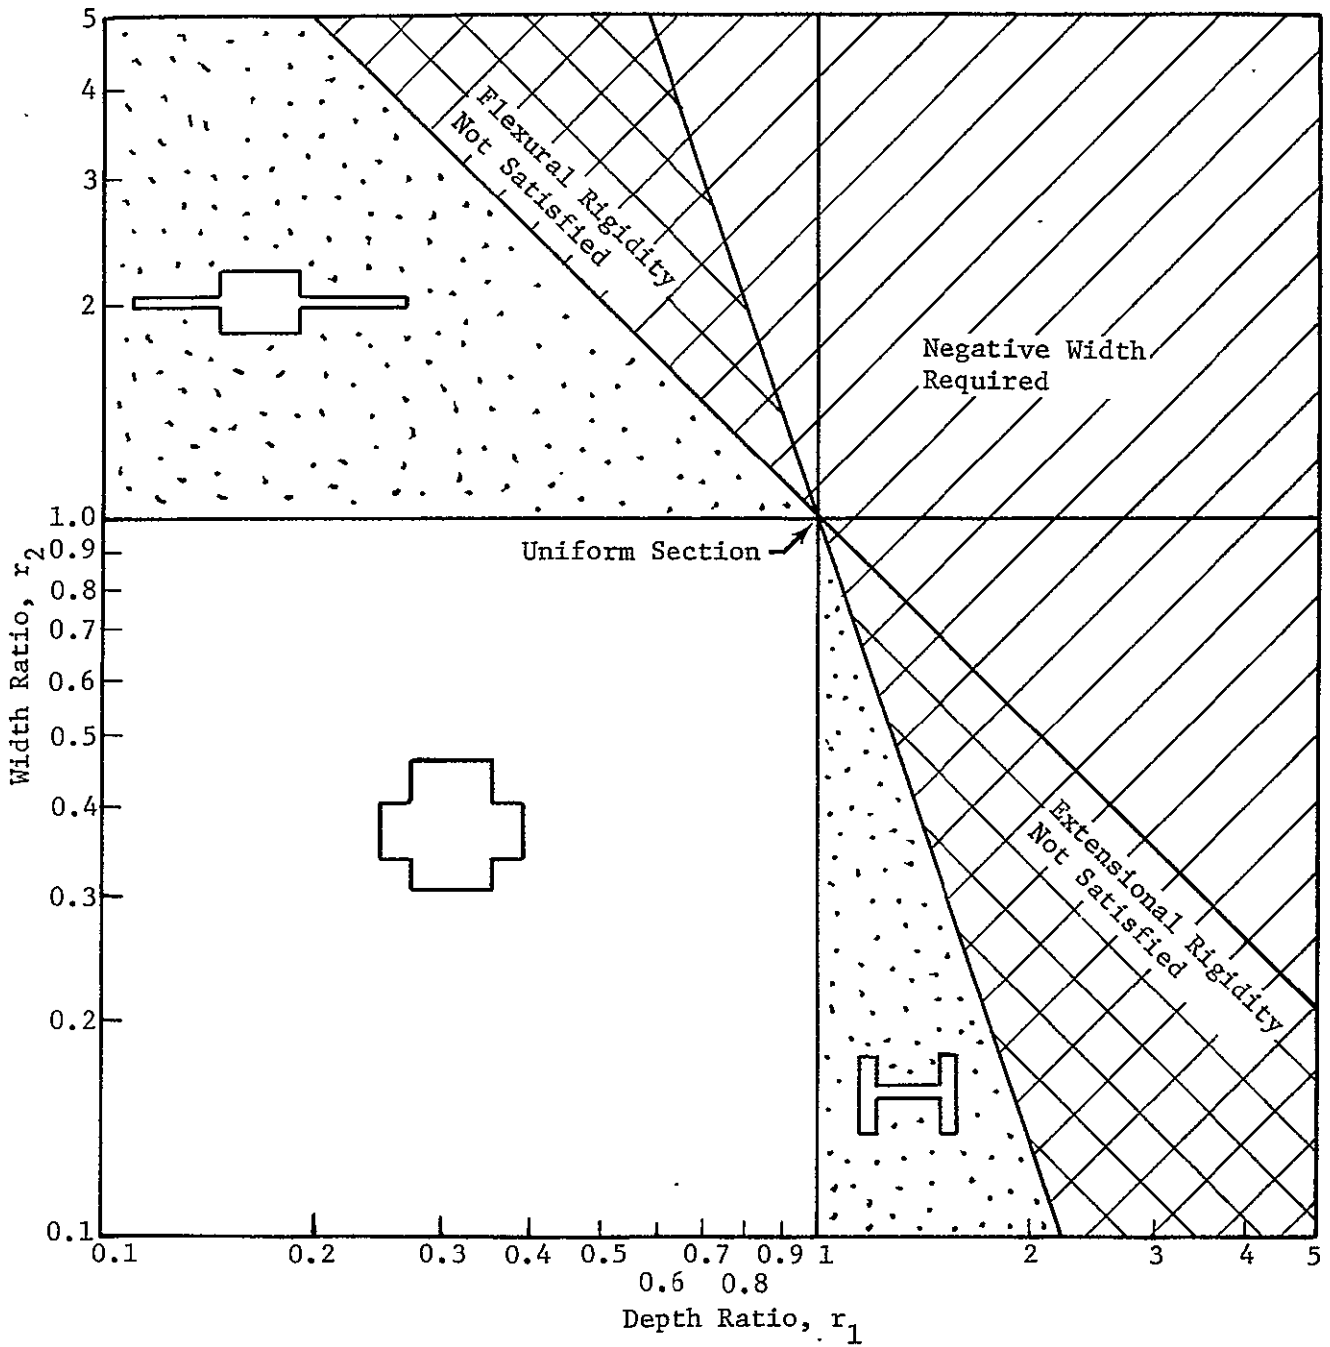 5
4
3
2
1.0
0.9
0.8
0.7
0.6
0.5
0.4
0.3
0.2
0.1
Width Ratio, r2
Flexural Rigidity
Not Satisfied
Negative Width
Required
Uniform Section
Extensional Rigidity
Not Satisfied
0.1 0.2 0.3 0.4 0.5 0.7 0.9 1 2 3 4 5
0.6 0.8
Depth Ratio, r1